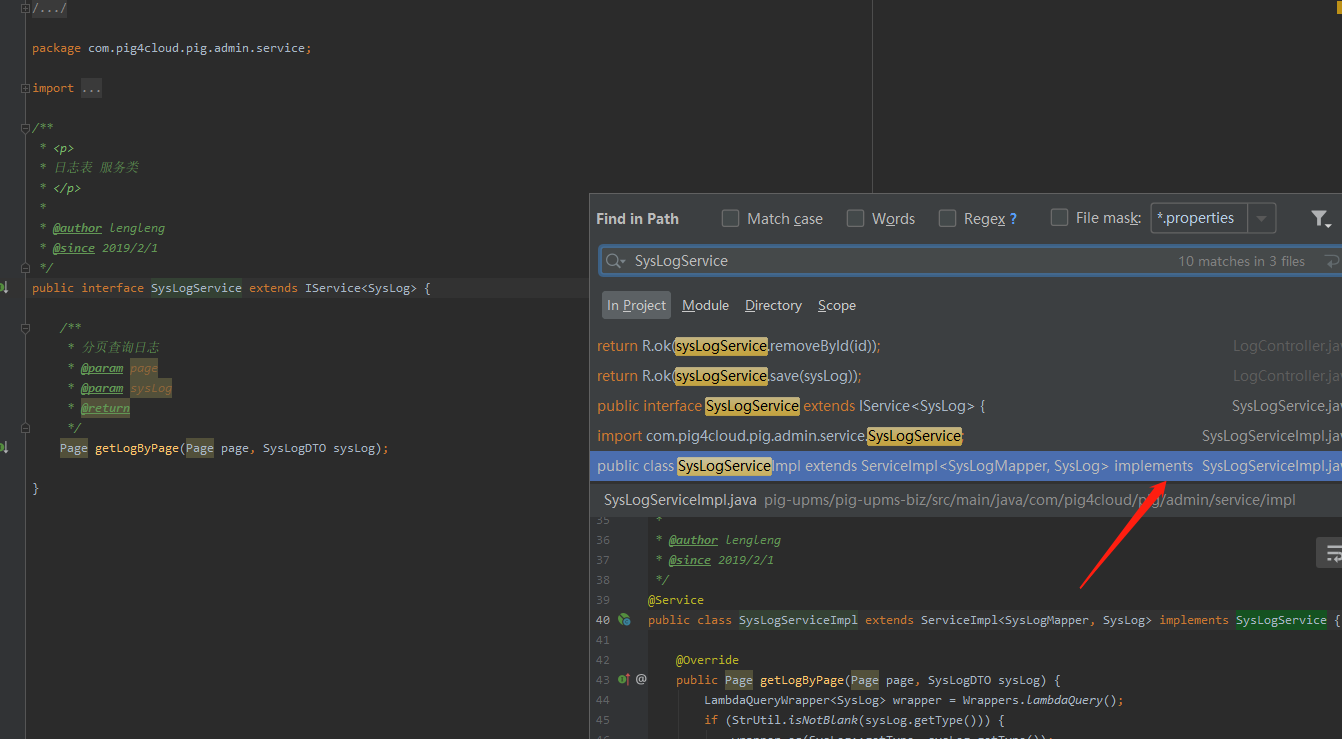 /.../
package com.pig4cloud.pig.admin.service;
import ...
/**
* <p>
* 日志表 服务类
* </p>
*
* @author lengleng
* @since 2019/2/1
*/
public interface SysLogService extends IService<SysLog> {
/**
* 分页查询日志
* @param page
* @param sysLog
* @return
*/
Page getLogByPage(Page page, SysLogDTO sysLog);
}
Find in Path Match case Words Regex ? File mask: *.properties
SysLogService 10 matches in 3 files
In Project Module Directory Scope
return R.ok(sysLogService.removeById(id)); LogController.ja
return R.ok(sysLogService.save(sysLog)); LogController.ja
public interface SysLogService extends IService<SysLog> { SysLogService.ja
import com.pig4cloud.pig.admin.service.SysLogService; SysLogServiceImpl.ja
public class SysLogServiceImpl extends ServiceImpl<SysLogMapper, SysLog> implements SysLogServiceImpl.ja
SysLogServiceImpl.java pig-upms/pig-upms-biz/src/main/java/com/pig4cloud/pig/admin/service/impl
35 *
36 * @author lengleng
37 * @since 2019/2/1
38 */
39 @Service
40 public class SysLogServiceImpl extends ServiceImpl<SysLogMapper, SysLog> implements SysLogService {
41
42 @Override
43 @ public Page getLogByPage(Page page, SysLogDTO sysLog) {
44 LambdaQueryWrapper<SysLog> wrapper = Wrappers.lambdaQuery();
45 if (StrUtil.isNotBlank(sysLog.getType())) {